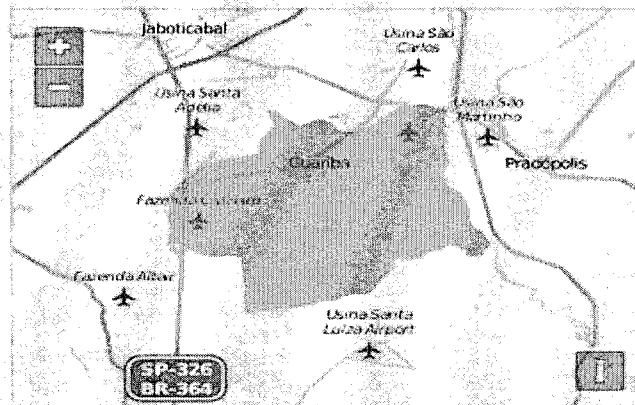 +
−
Jaboticabal
Usina São
Carlos
Usina Santa
Adélia
Usina São
Martinho
Guariba
Pradópolis
Fazenda
Fazenda Altair
Usina Santa
Luiza Airport
SP-326
BR-364
i